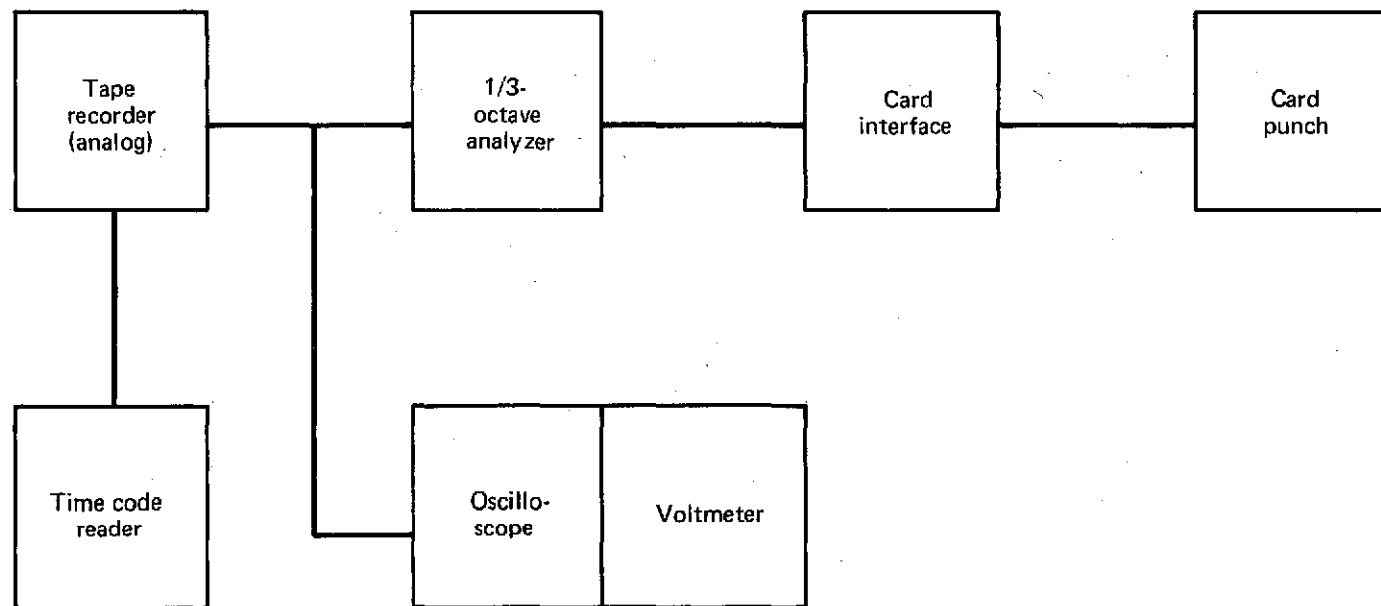 Tape
recorder
(analog)
1/3-
octave
analyzer
Card
interface
Card
punch
Time code
reader
Oscillo-
scope
Voltmeter